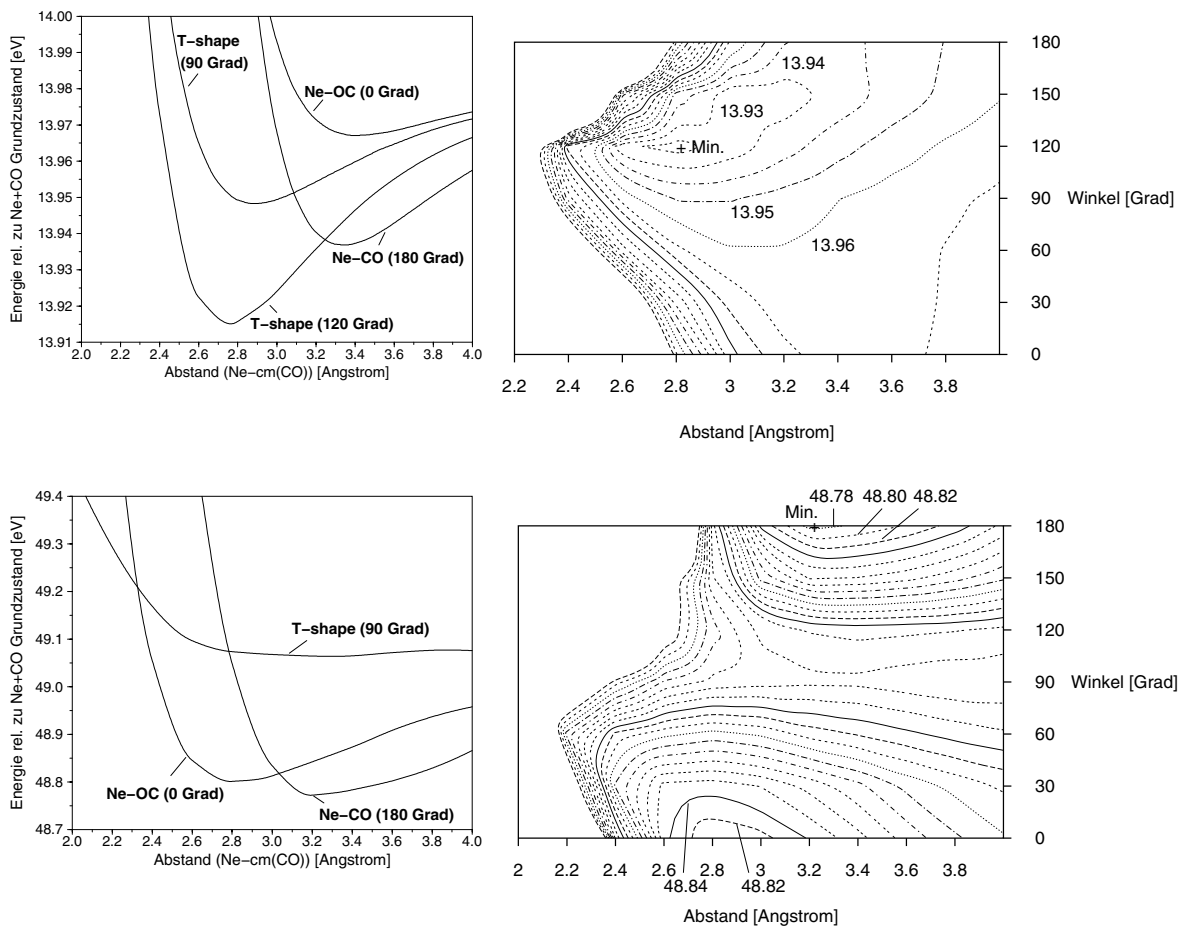 Energie rel. zu Ne+CO Grundzustand [eV]
14.00
13.99
13.98
13.97
13.96
13.95
13.94
13.93
13.92
13.91
T-shape
(90 Grad)
Ne-OC (0 Grad)
Ne-CO (180 Grad)
T-shape (120 Grad)
2.0 2.2 2.4 2.6 2.8 3.0 3.2 3.4 3.6 3.8 4.0
Abstand (Ne-cm(CO)) [Angstrom]
13.94
13.93
+ Min.
13.95
13.96
180
150
120
90
60
30
0
Winkel [Grad]
2.2 2.4 2.6 2.8 3 3.2 3.4 3.6 3.8
Abstand [Angstrom]
Energie rel. zu Ne+CO Grundzustand [eV]
49.4
49.3
49.2
49.1
49.0
48.9
48.8
48.7
T-shape (90 Grad)
Ne-OC (0 Grad)
Ne-CO (180 Grad)
2.0 2.2 2.4 2.6 2.8 3.0 3.2 3.4 3.6 3.8 4.0
Abstand (Ne-cm(CO)) [Angstrom]
48.78 48.80 48.82
Min.
+
180
150
120
90
60
30
0
Winkel [Grad]
2 2.2 2.4 2.6 2.8 3 3.2 3.4 3.6 3.8
48.84 48.82
Abstand [Angstrom]